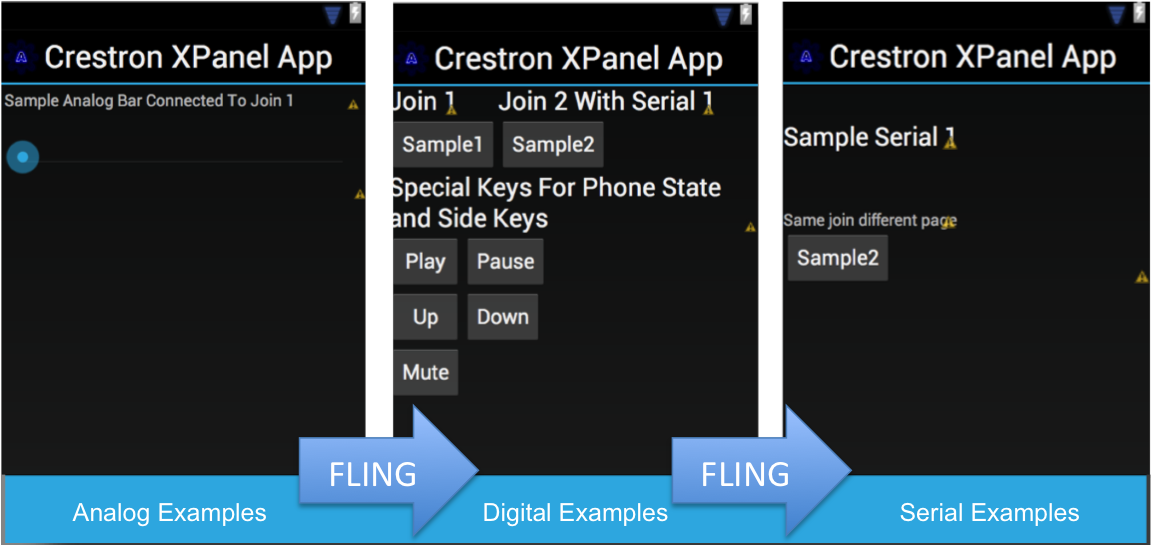 Crestron XPanel App
Sample Analog Bar Connected To Join 1
Crestron XPanel App
Join 1 Join 2 With Serial 1
Sample1 Sample2
Special Keys For Phone State
and Side Keys
Play Pause
Up Down
Mute
Crestron XPanel App
Sample Serial 1
Same join different page
Sample2
FLING
FLING
Analog Examples
Digital Examples
Serial Examples